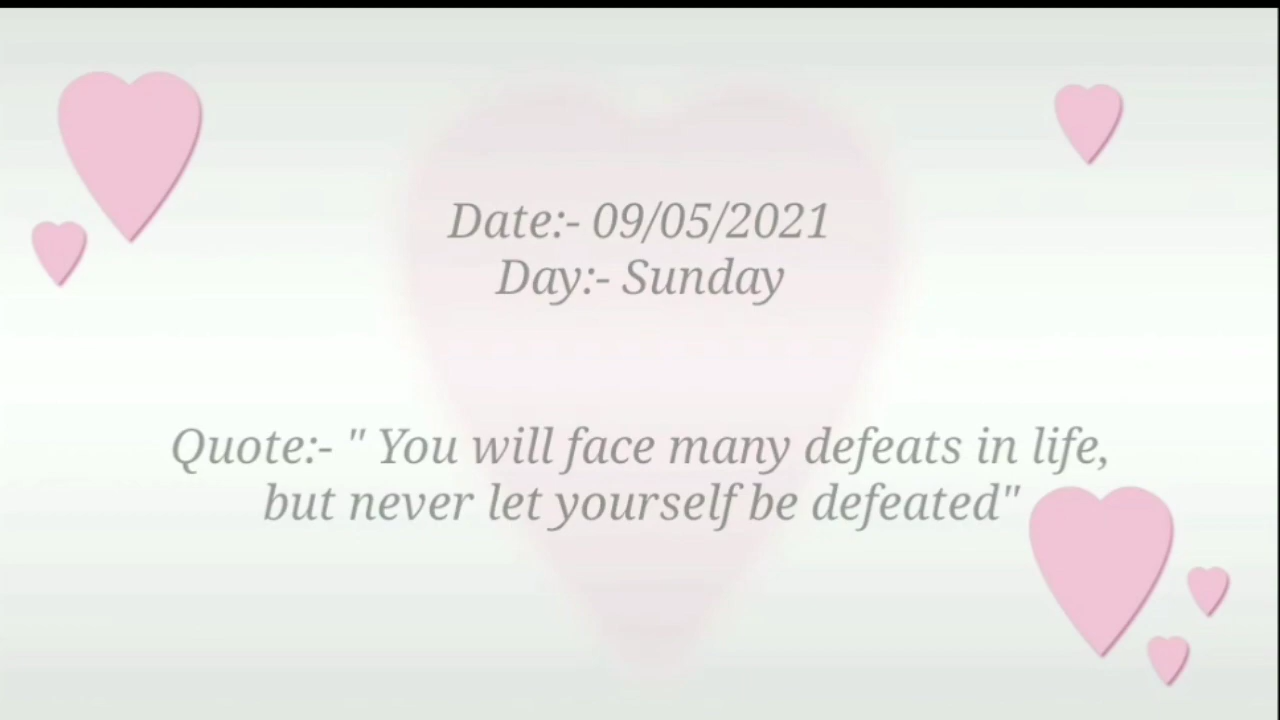 Date:- 09/05/2021
Day:- Sunday
Quote:- " You will face many defeats in life,
but never let yourself be defeated"